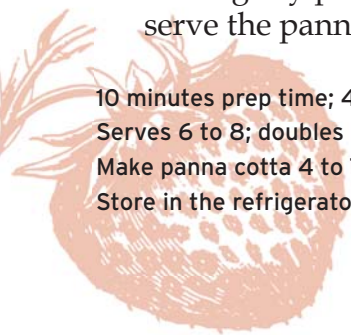 serve the pann
10 minutes prep time; 4
Serves 6 to 8; doubles
Make panna cotta 4 to
Store in the refrigerato